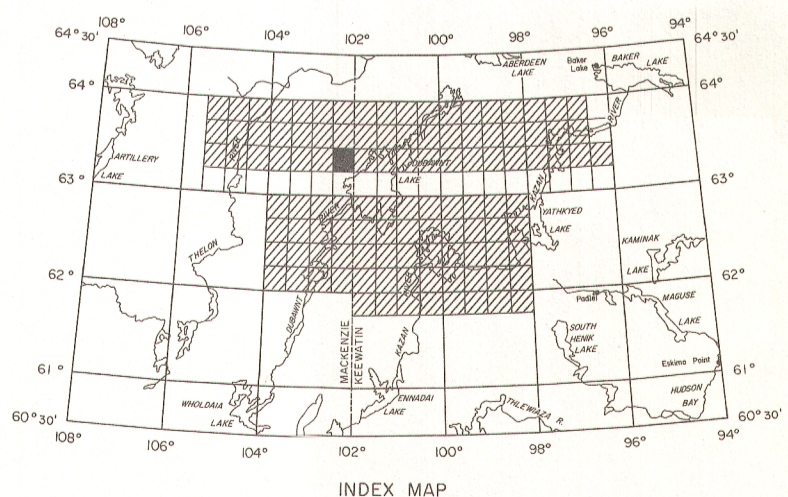 108°
106°
104°
102°
100°
98°
96°
94°
64° 30'
64° 30'
ABERDEEN
LAKE
Baker
Lake
BAKER LAKE
64°
64°
RIVER
RIVER
ARTILLERY
LAKE
DUBAWNT
LAKE
63°
63°
KAZAN
RIVER
YATHKYED
LAKE
THELON
KAMINAK
LAKE
62°
62°
RIVER
Padlei
MAGUSE
LAKE
DUBAWNT
MACKENZIE
KEEWATIN
KAZAN
SOUTH
HENIK
LAKE
Eskimo Point
61°
61°
WHOLDAIA
LAKE
ENNADAI
LAKE
THLEWIAZA R.
HUDSON
BAY
60° 30'
60° 30'
108°
106°
104°
102°
100°
98°
96°
94°
INDEX MAP